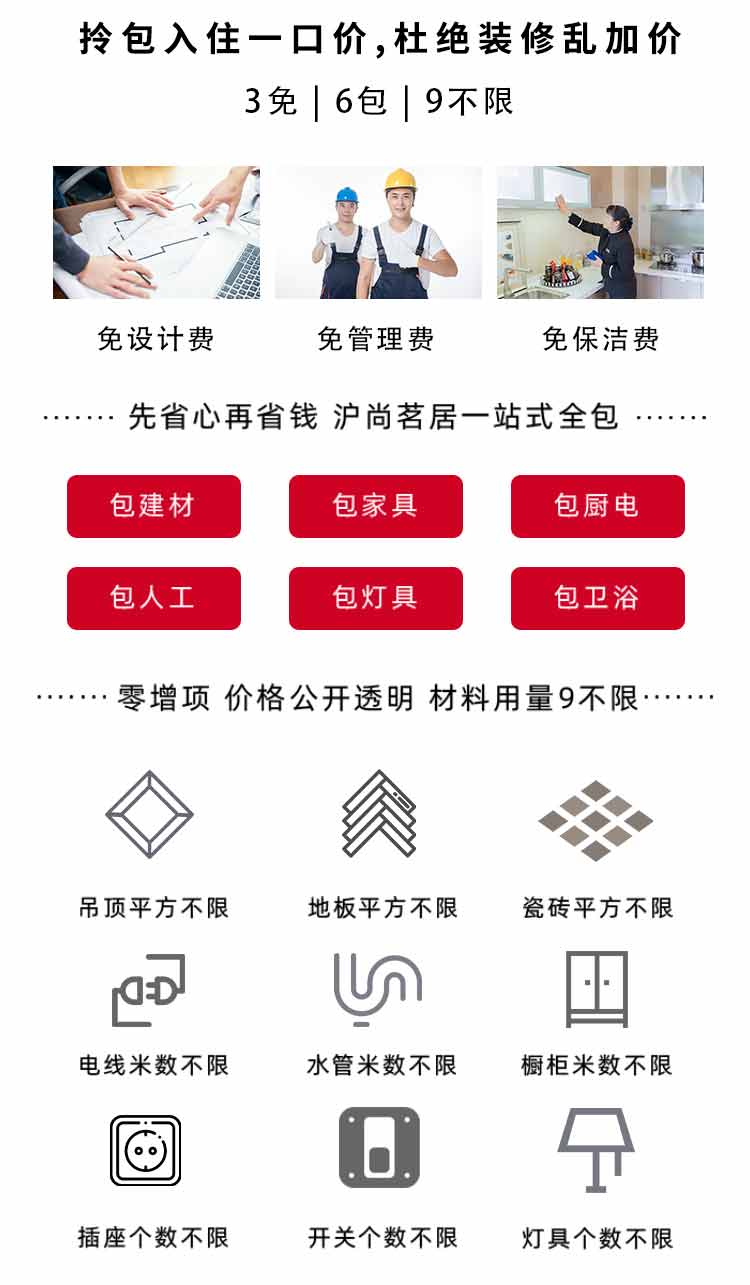 拎包入住一口价,杜绝装修乱加价
3免 | 6包 | 9不限
免设计费 免管理费 免保洁费
先省心再省钱 沪尚茗居一站式全包
包建材 包家具 包厨电
包人工 包灯具 包卫浴
零增项 价格公开透明 材料用量9不限
吊顶平方不限 地板平方不限 瓷砖平方不限
电线米数不限 水管米数不限 橱柜米数不限
插座个数不限 开关个数不限 灯具个数不限